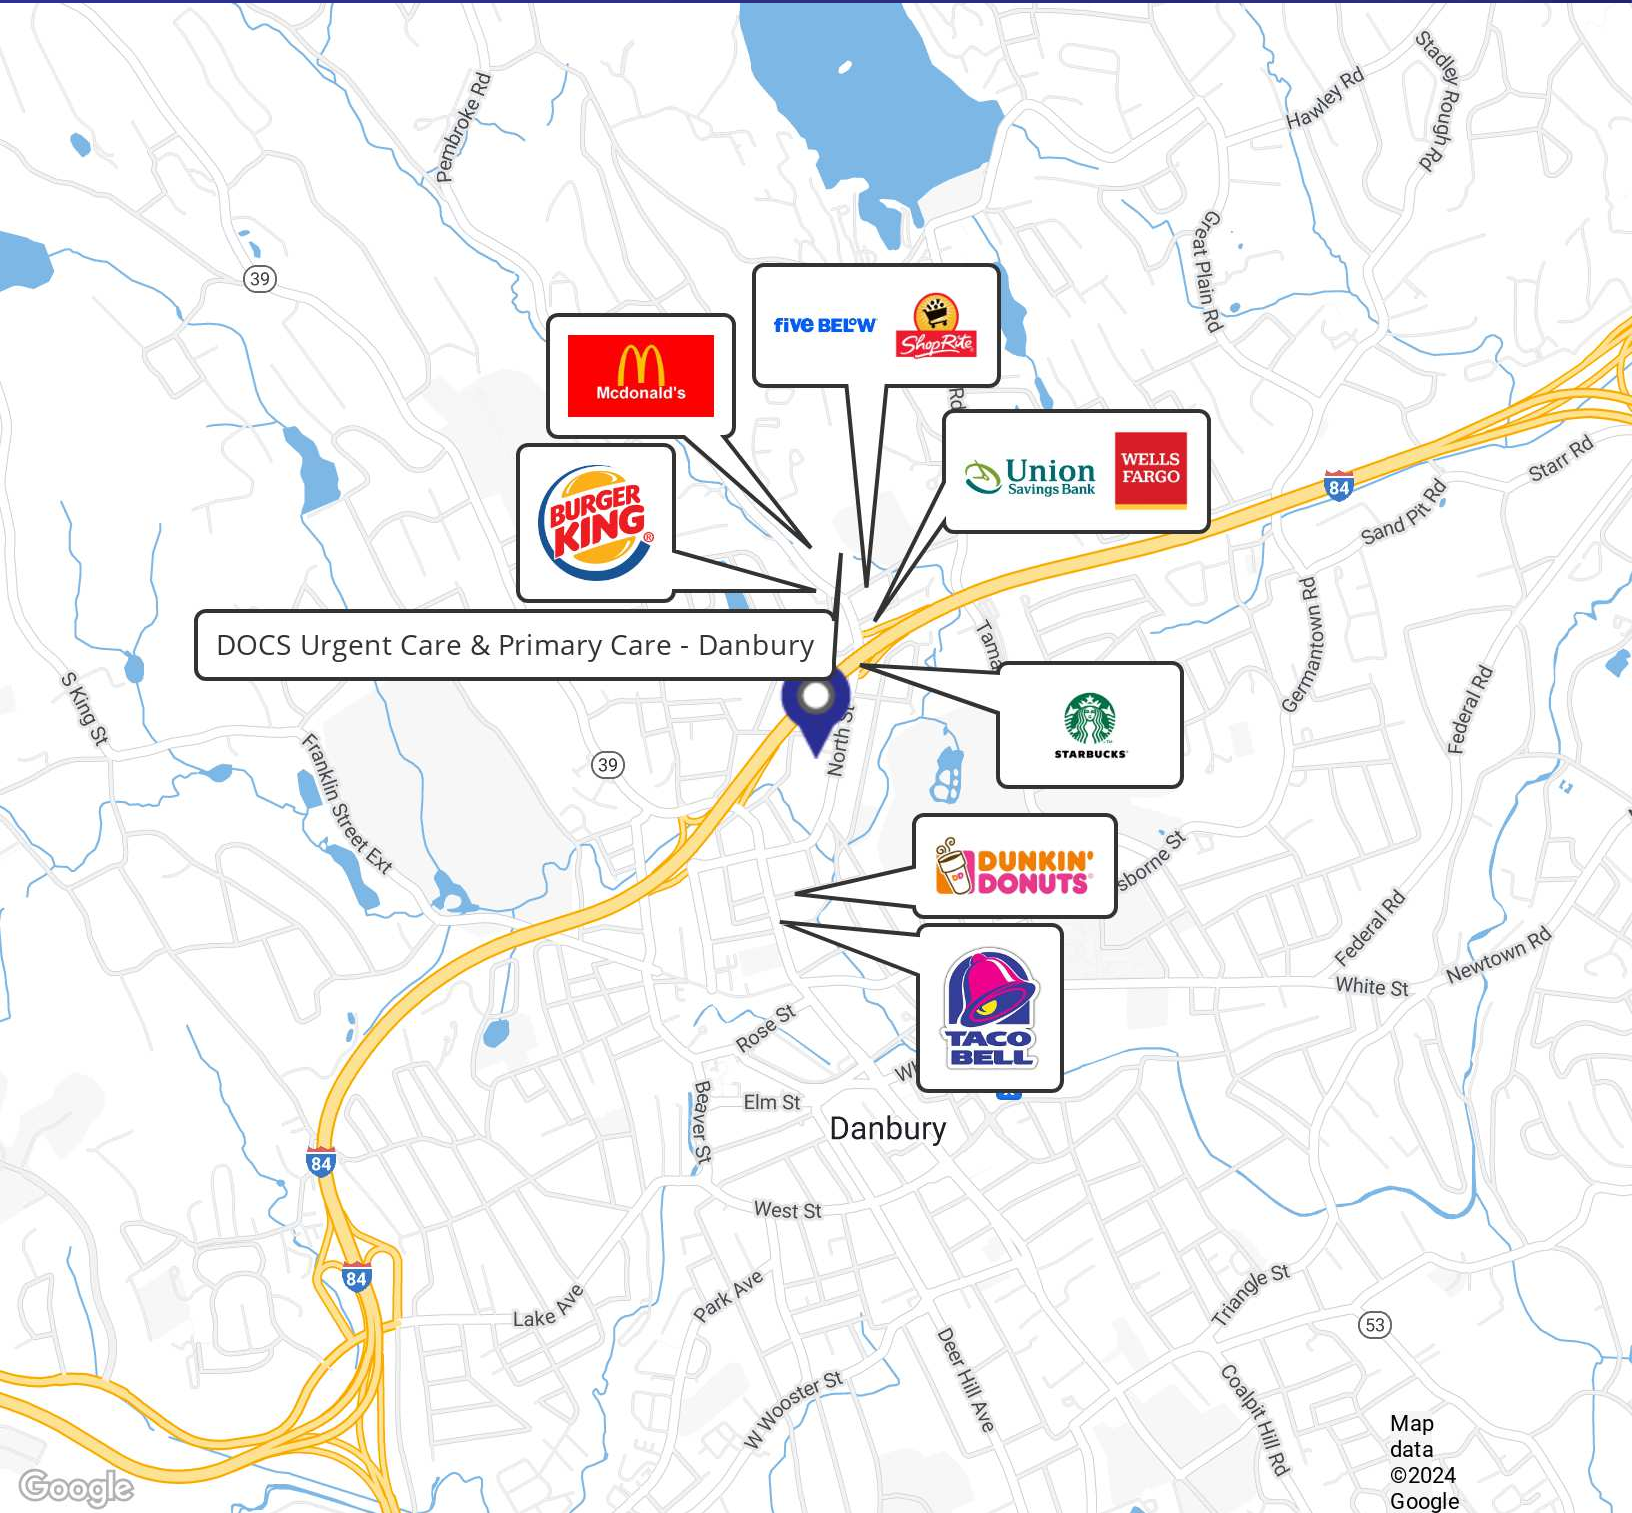 Pembroke Rd
Stadley Rough Rd
Hawley Rd
Great Plain Rd
39
five BELOW
ShopRite
Mcdonald's
Rd
Union
Savings Bank
WELLS
FARGO
BURGER
KING®
84
Starr Rd
Sand Pit Rd
DOCS Urgent Care & Primary Care - Danbury
Tama
Germantown Rd
Federal Rd
S King St
STARBUCKS
North St
39
Franklin Street Ext
DUNKIN'
DONUTS
DD
sborne St
Federal Rd
Newtown Rd
White St
TACO
BELL
Rose St
Wh
Beaver St
Elm St
Danbury
84
West St
84
Lake Ave
Park Ave
Triangle St
53
Deer Hill Ave
Coalpit Hill Rd
W Wooster St
Map
data
©2024
Google
Google